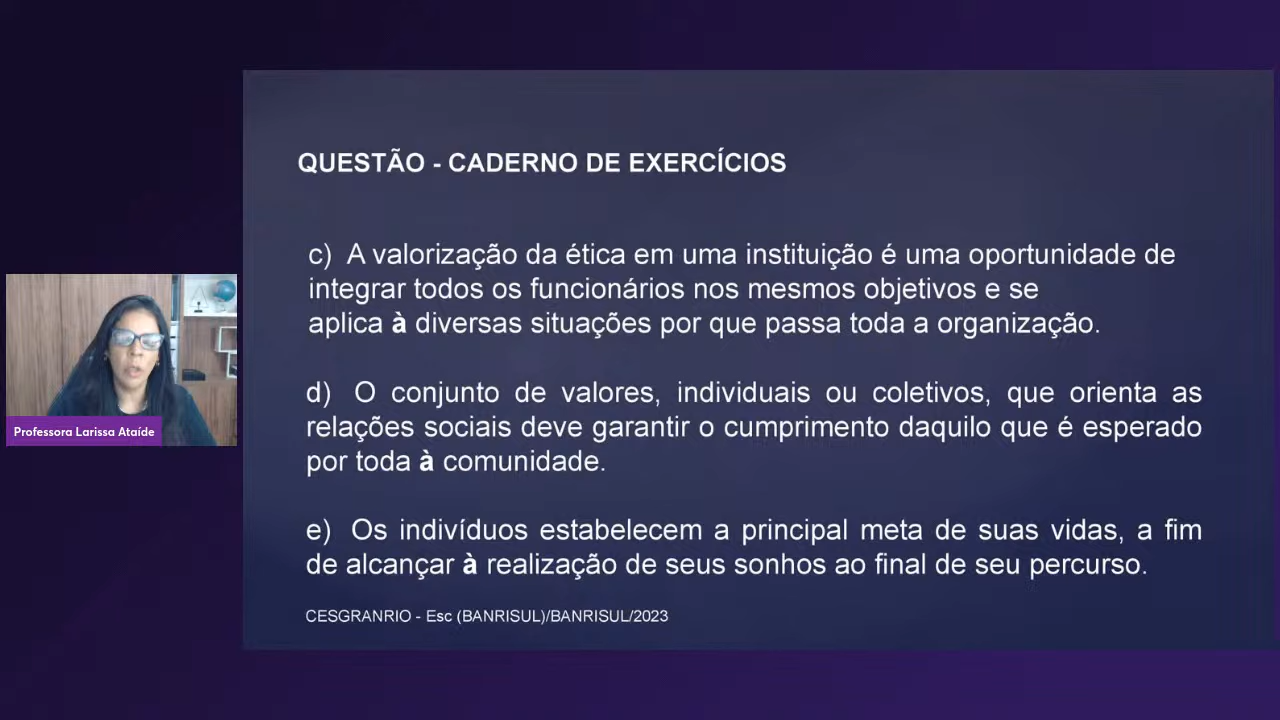 QUESTÃO - CADERNO DE EXERCÍCIOS
c) A valorização da ética em uma instituição é uma oportunidade de
integrar todos os funcionários nos mesmos objetivos e se
aplica à diversas situações por que passa toda a organização.
d) O conjunto de valores, individuais ou coletivos, que orienta as
relações sociais deve garantir o cumprimento daquilo que é esperado
por toda à comunidade.
e) Os indivíduos estabelecem a principal meta de suas vidas, a fim
de alcançar à realização de seus sonhos ao final de seu percurso.
CESGRANRIO - Esc (BANRISUL)/BANRISUL/2023
Professora Larissa Ataíde